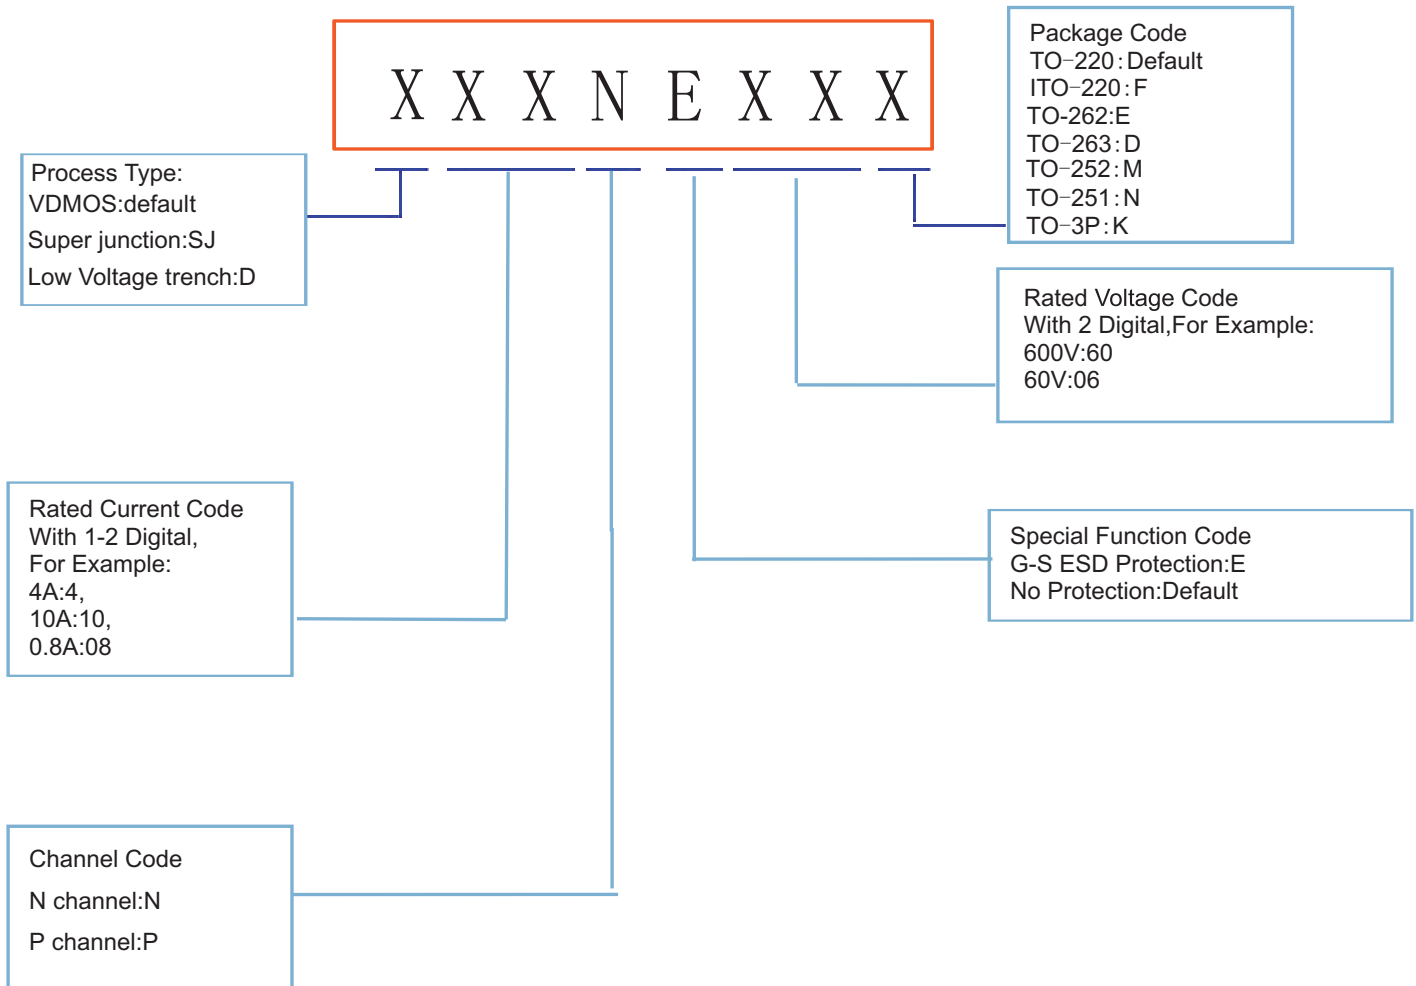 X X X N E X X X
Package Code
TO-220:Default
ITO-220:F
TO-262:E
TO-263:D
TO-252:M
TO-251:N
TO-3P:K
Process Type:
VDMOS:default
Super junction:SJ
Low Voltage trench:D
Rated Voltage Code
With 2 Digital,For Example:
600V:60
60V:06
Rated Current Code
With 1-2 Digital,
For Example:
4A:4,
10A:10,
0.8A:08
Special Function Code
G-S ESD Protection:E
No Protection:Default
Channel Code
N channel:N
P channel:P